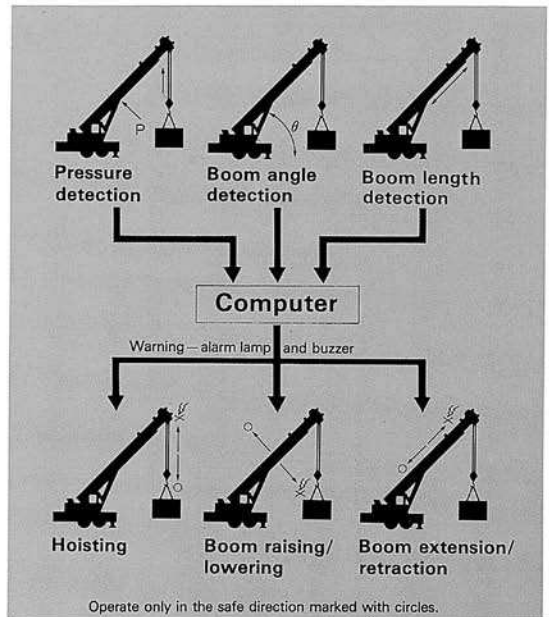 P
θ
Pressure
detection
Boom angle
detection
Boom length
detection
Computer
Warning—alarm lamp and buzzer
Hoisting
Boom raising/
lowering
Boom extension/
retraction
Operate only in the safe direction marked with circles.